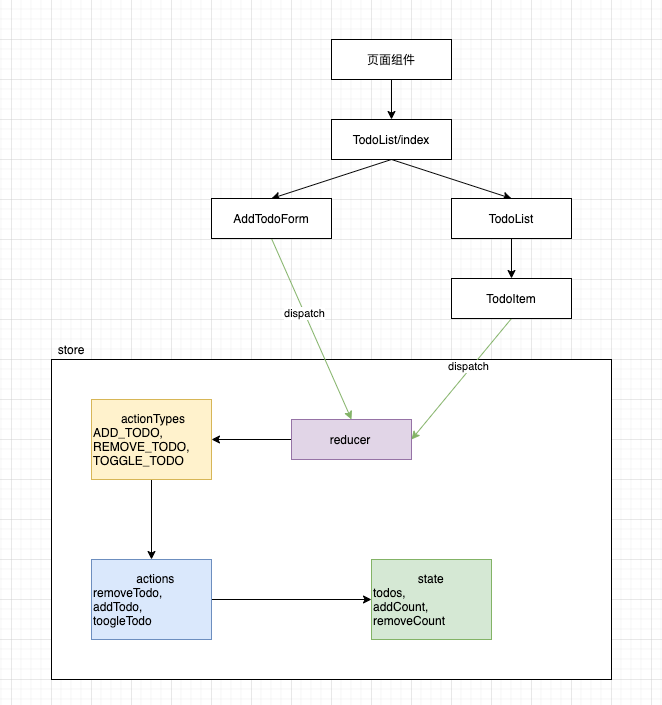 页面组件
TodoList/index
AddTodoForm
TodoList
TodoItem
dispatch
dispatch
store
actionTypes
ADD_TODO,
REMOVE_TODO,
TOGGLE_TODO
reducer
actions
removeTodo,
addTodo,
toogleTodo
state
todos,
addCount,
removeCount